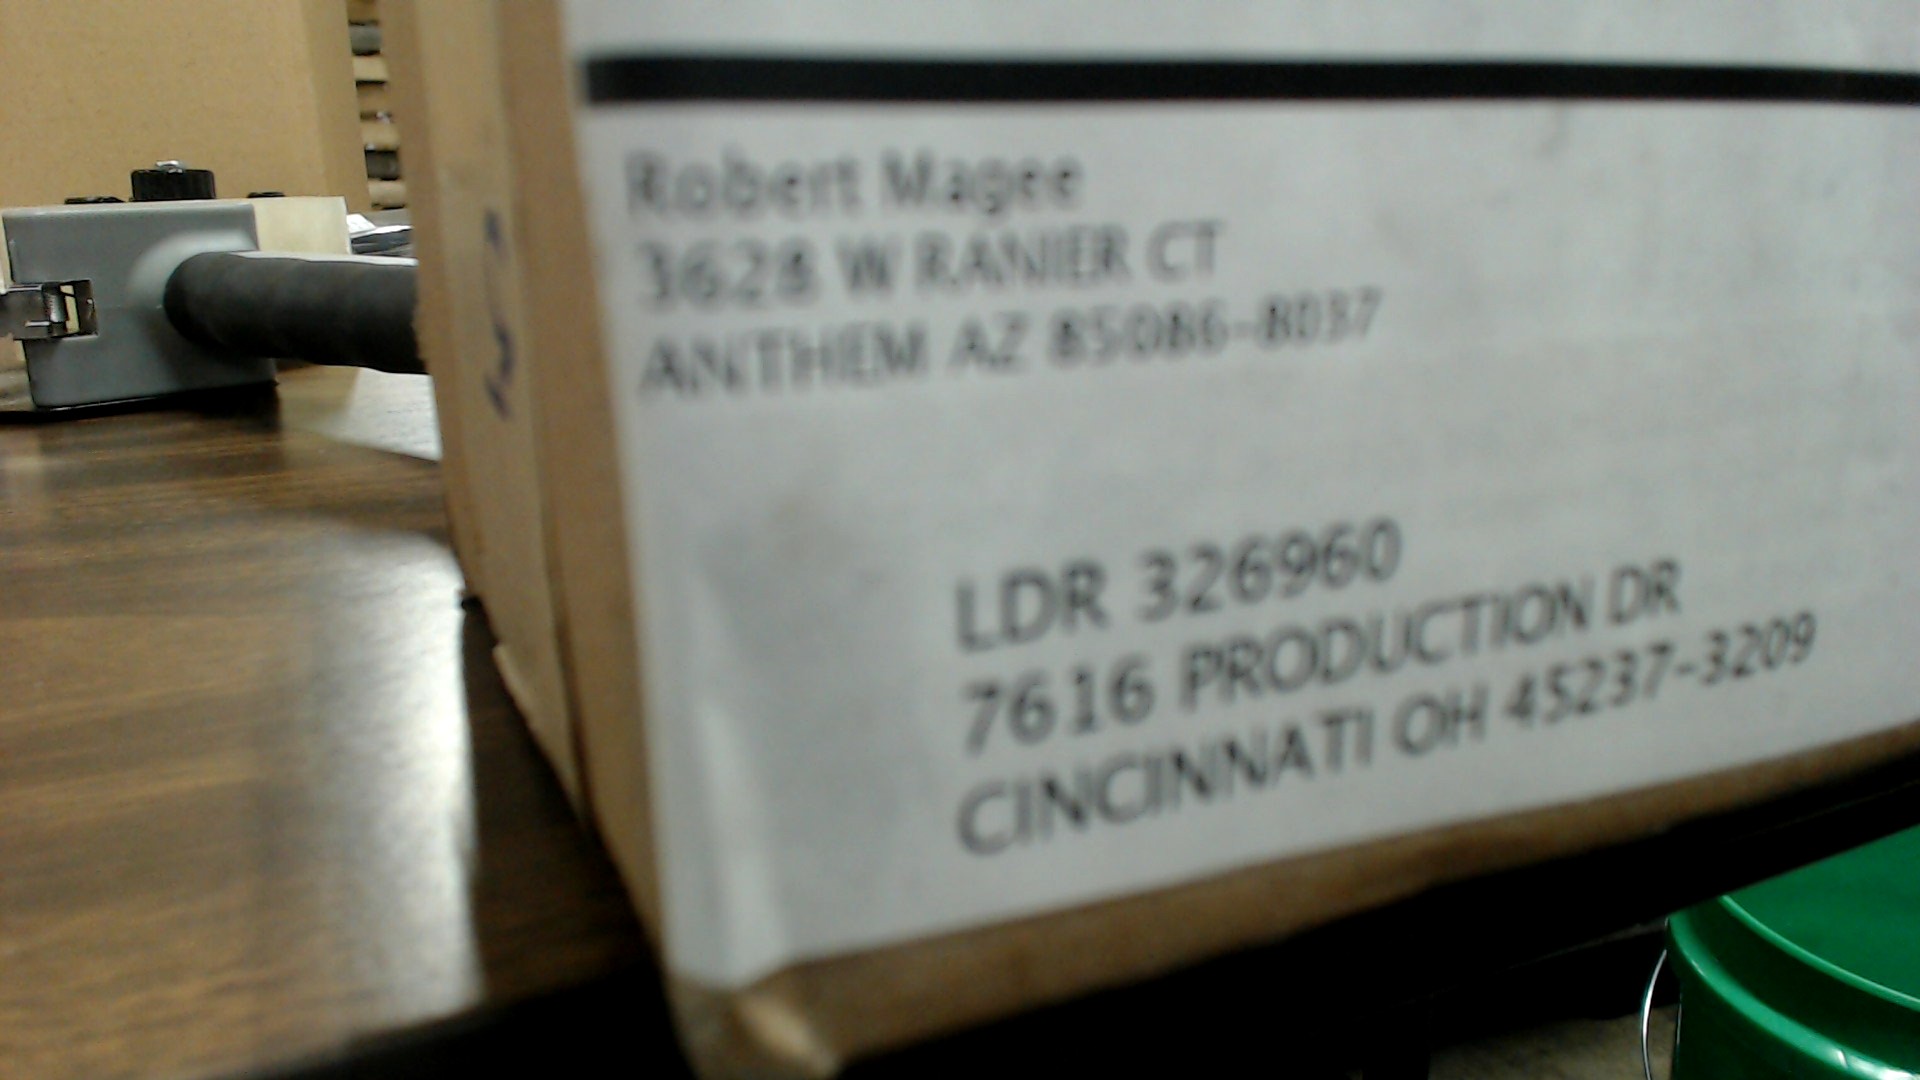 Robert Magee
3628 W RANIER CT
ANTHEM AZ 85086-8037
LDR 326960
7616 PRODUCTION DR
CINCINNATI OH 45237-3209